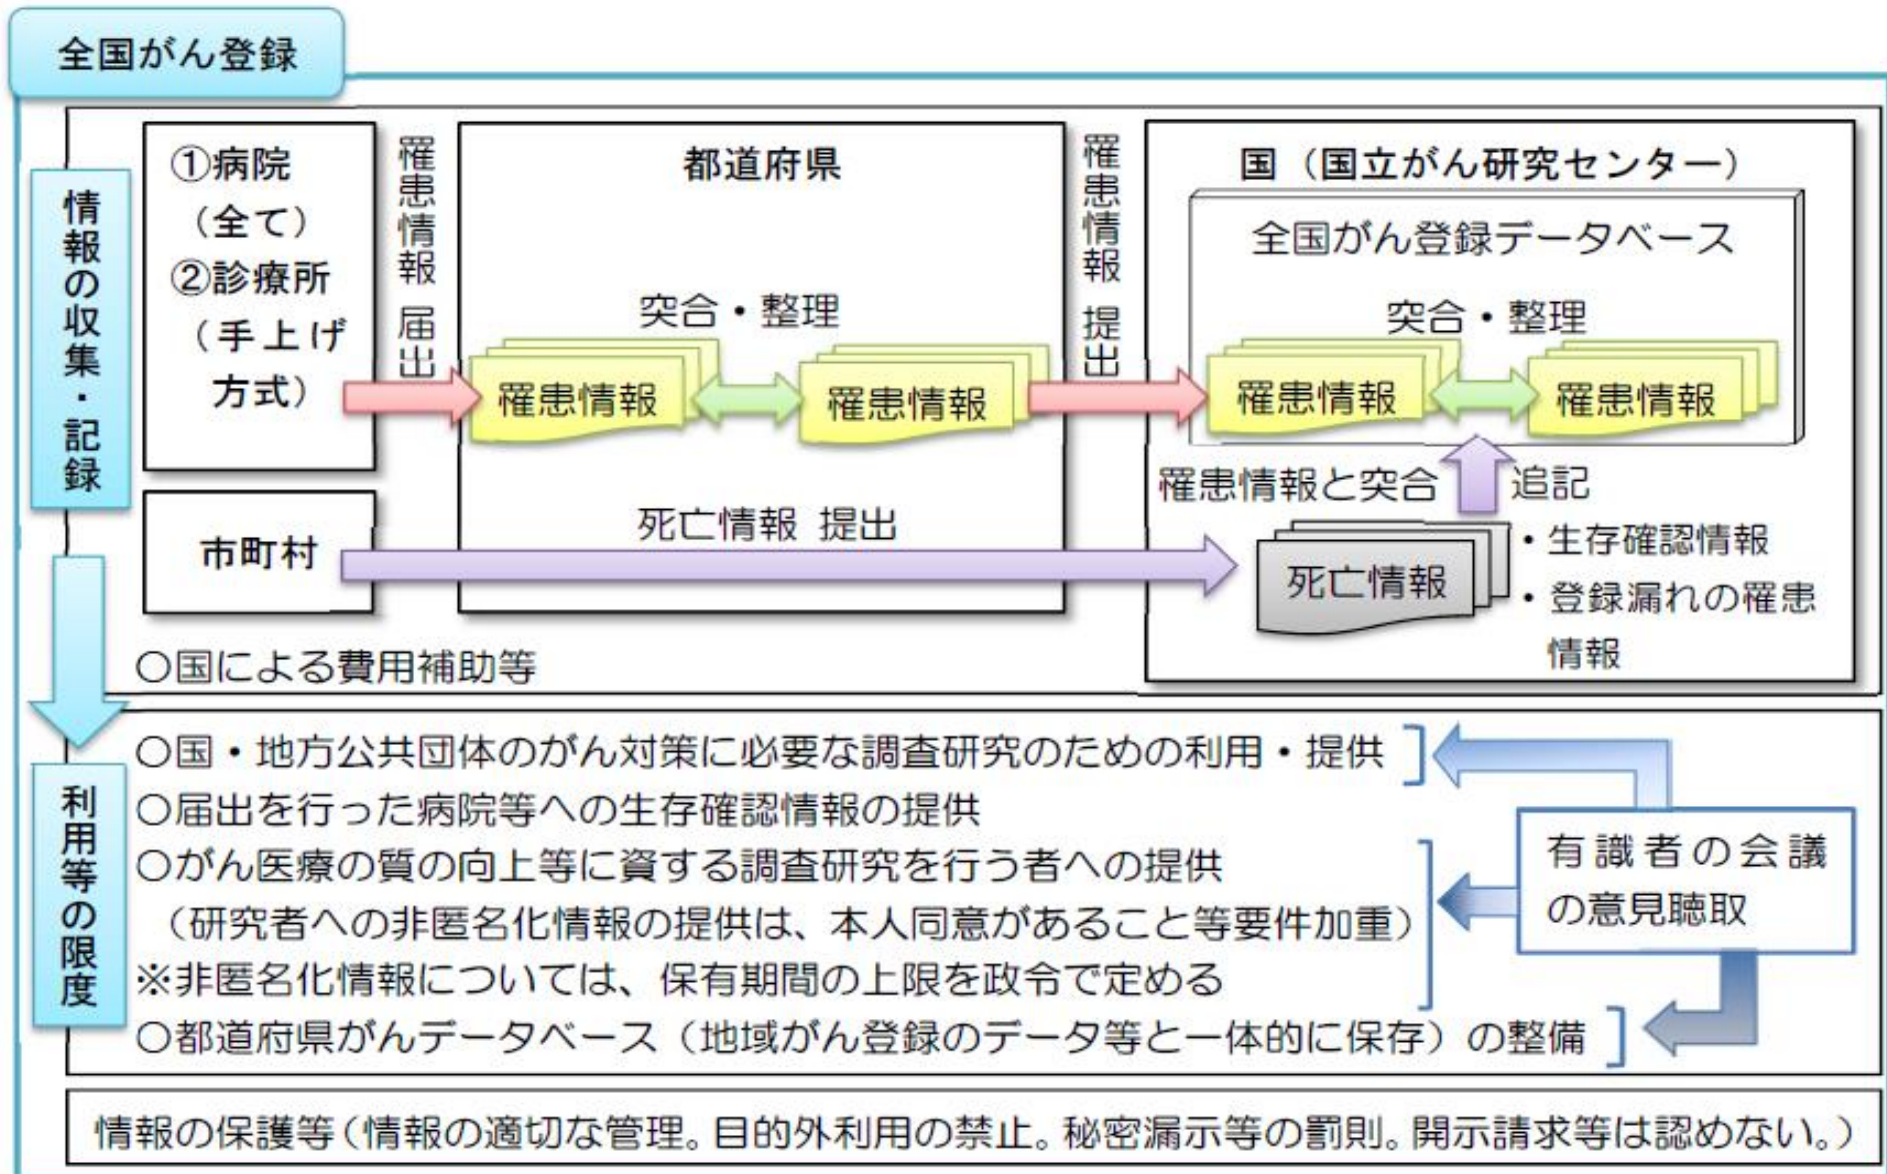 全国がん登録
情報の収集・記録
①病院
（全て）
②診療所
（手上げ
方式）
罹患情報 届出
都道府県
突合・整理
罹患情報
罹患情報
罹患情報 提出
国（国立がん研究センター）
全国がん登録データベース
突合・整理
罹患情報
罹患情報
罹患情報と突合
追記
市町村
死亡情報 提出
死亡情報
・生存確認情報
・登録漏れの罹患
情報
○国による費用補助等
利用等の限度
○国・地方公共団体のがん対策に必要な調査研究のための利用・提供
○届出を行った病院等への生存確認情報の提供
○がん医療の質の向上等に資する調査研究を行う者への提供
（研究者への非匿名化情報の提供は、本人同意があること等要件加重）
※非匿名化情報については、保有期間の上限を政令で定める
○都道府県がんデータベース（地域がん登録のデータ等と一体的に保存）の整備
有識者の会議
の意見聴取
情報の保護等（情報の適切な管理。目的外利用の禁止。秘密漏示等の罰則。開示請求等は認めない。）